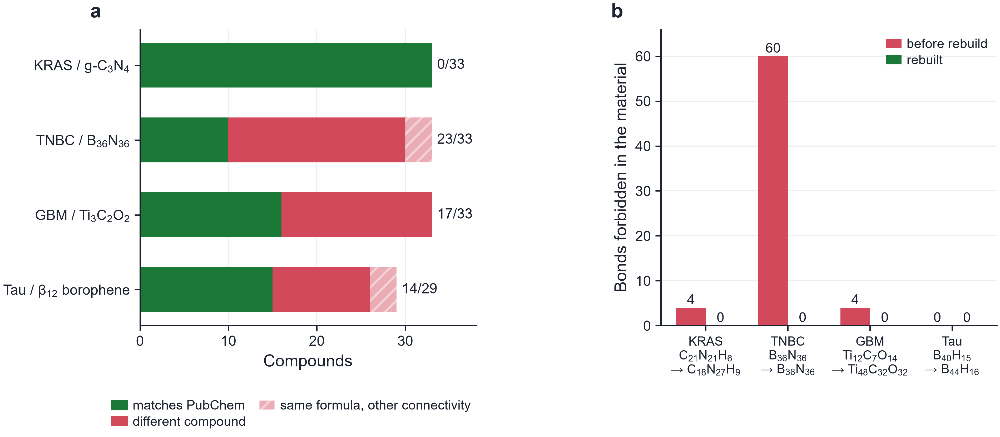 a
KRAS / g-C₃N₄
0/33
TNBC / B₃₆N₃₆
23/33
GBM / Ti₃C₂O₂
17/33
Tau / β₁₂ borophene
14/29
0 10 20 30
Compounds
matches PubChem
different compound
same formula, other connectivity
b
Bonds forbidden in the material
60
50
40
30
20
10
0
before rebuild
rebuilt
4 0 60 0 4 0 0 0
KRAS
C₂₁N₂₁H₆
→ C₁₈N₂₇H₉
TNBC
B₃₆N₃₆
→ B₃₆N₃₆
GBM
Ti₁₂C₇O₁₄
→ Ti₄₈C₃₂O₃₂
Tau
B₄₀H₁₅
→ B₄₄H₁₆